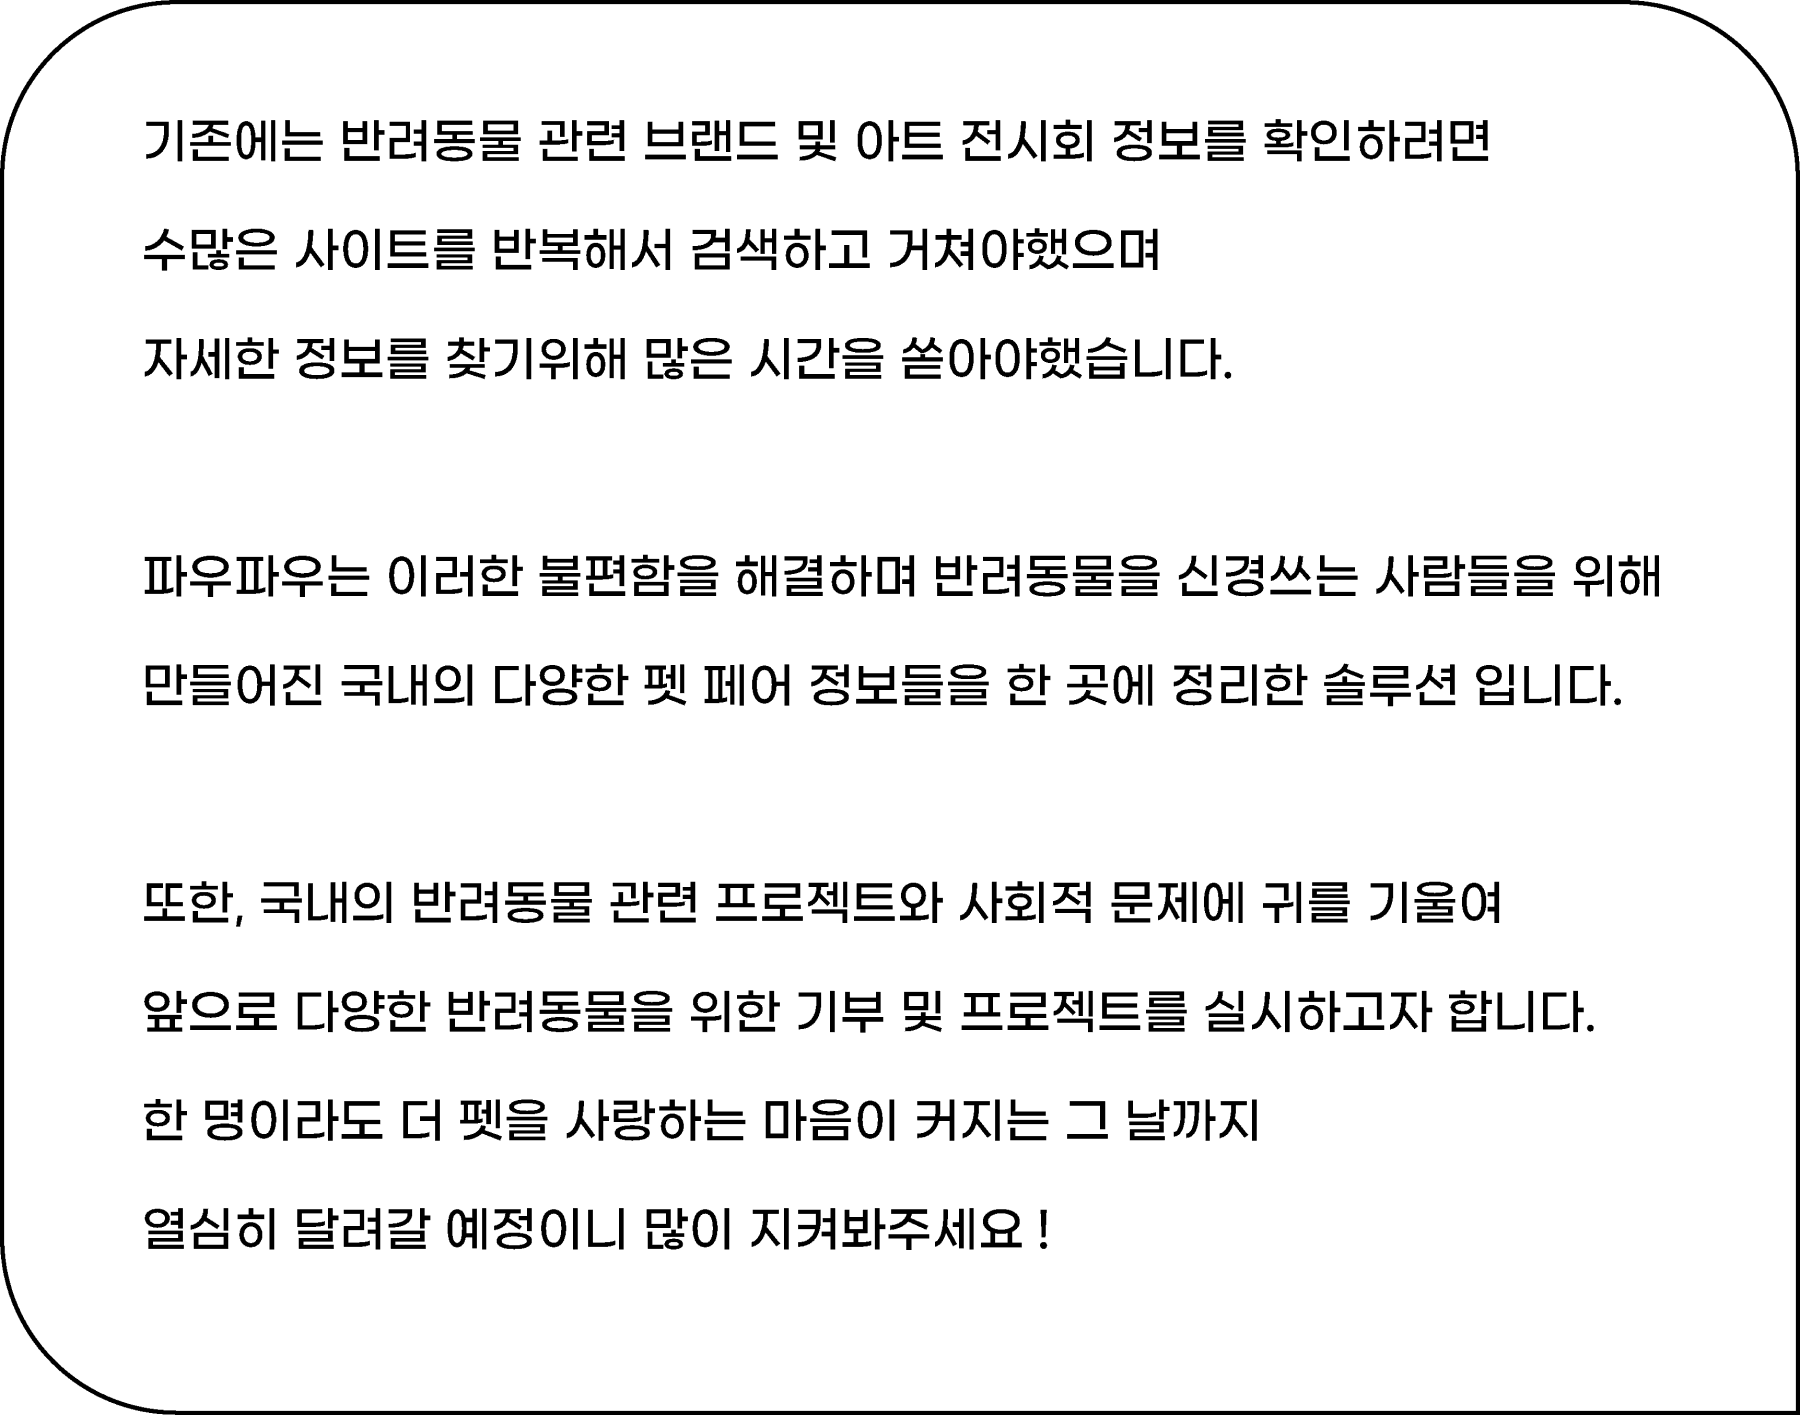 기존에는 반려동물 관련 브랜드 및 아트 전시회 정보를 확인하려면
수많은 사이트를 반복해서 검색하고 거쳐야했으며
자세한 정보를 찾기위해 많은 시간을 쏟아야했습니다.
파우파우는 이러한 불편함을 해결하며 반려동물을 신경쓰는 사람들을 위해
만들어진 국내의 다양한 펫 페어 정보들을 한 곳에 정리한 솔루션 입니다.
또한, 국내의 반려동물 관련 프로젝트와 사회적 문제에 귀를 기울여
앞으로 다양한 반려동물을 위한 기부 및 프로젝트를 실시하고자 합니다.
한 명이라도 더 펫을 사랑하는 마음이 커지는 그 날까지
열심히 달려갈 예정이니 많이 지켜봐주세요 !